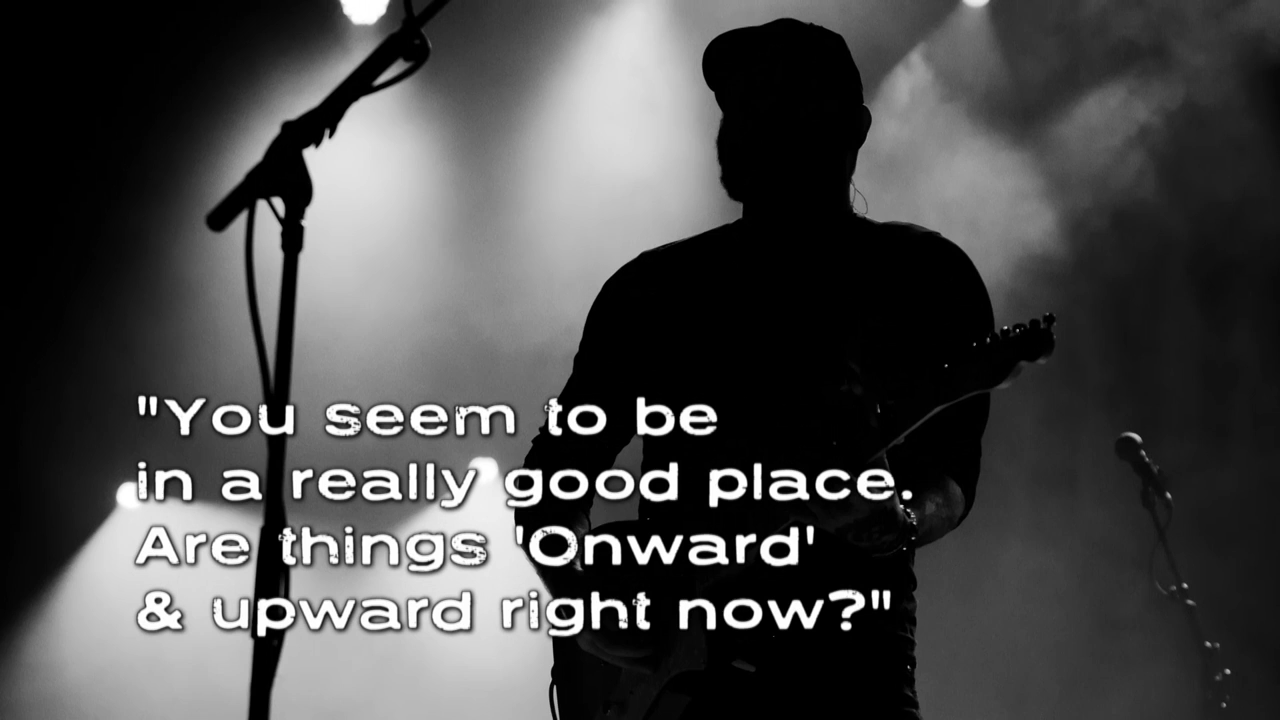 "You seem to be
in a really good place.
Are things 'Onward'
& upward right now?"